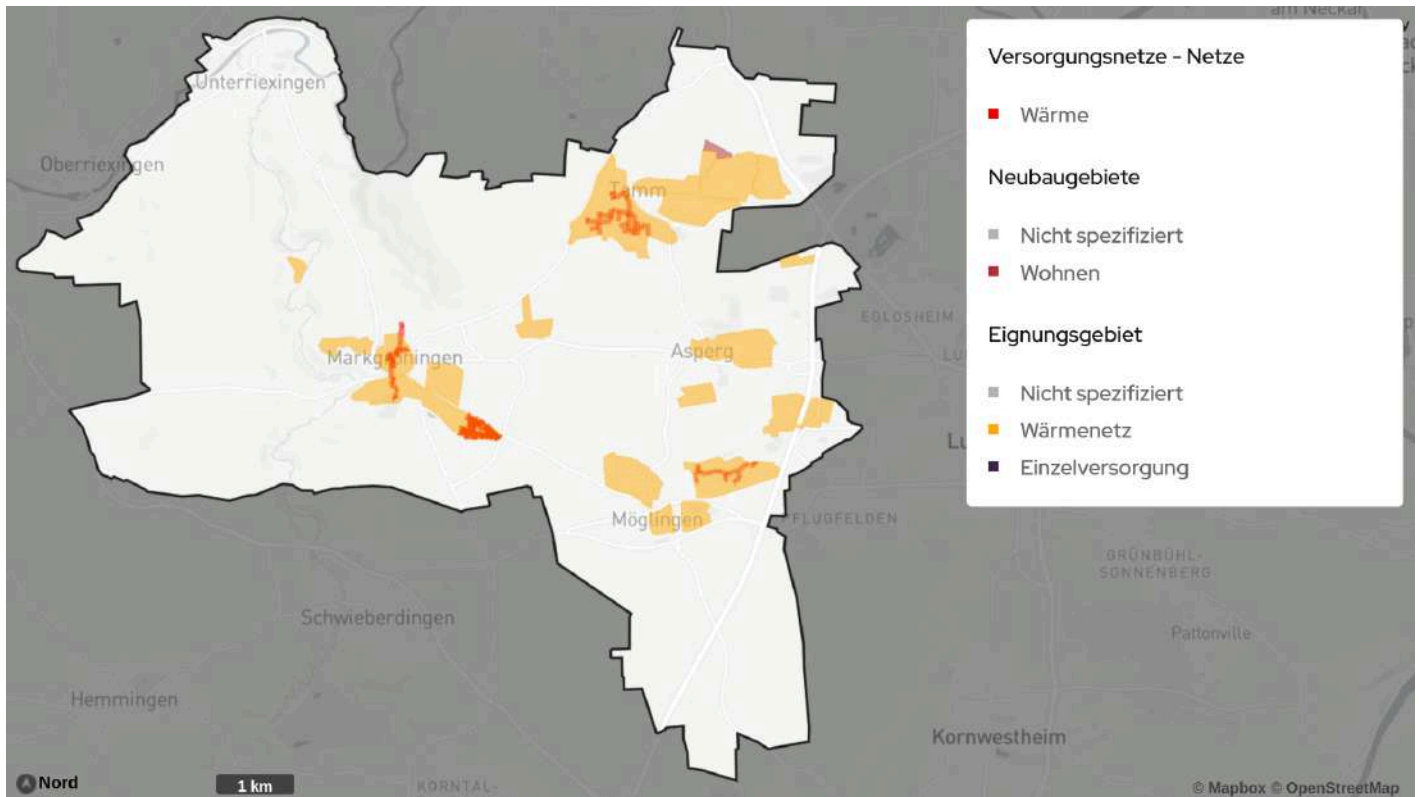 am Neckar
Versorgungsnetze - Netze
Unterriexingen
Wärme
Oberriexingen
Neubaugebiete
Tamm
Nicht spezifiziert
Wohnen
EGLOSHEIM
Eignungsgebiet
Asperg
Markgröningen
Nicht spezifiziert
Wärmenetz
Einzelversorgung
Möglingen
PFLUGFELDEN
GRÜNBÜHL-
SONNENBERG
Schwieberdingen
Pattonville
Hemmingen
Kornwestheim
Nord
1 km
KORNTAL-
© Mapbox © OpenStreetMap